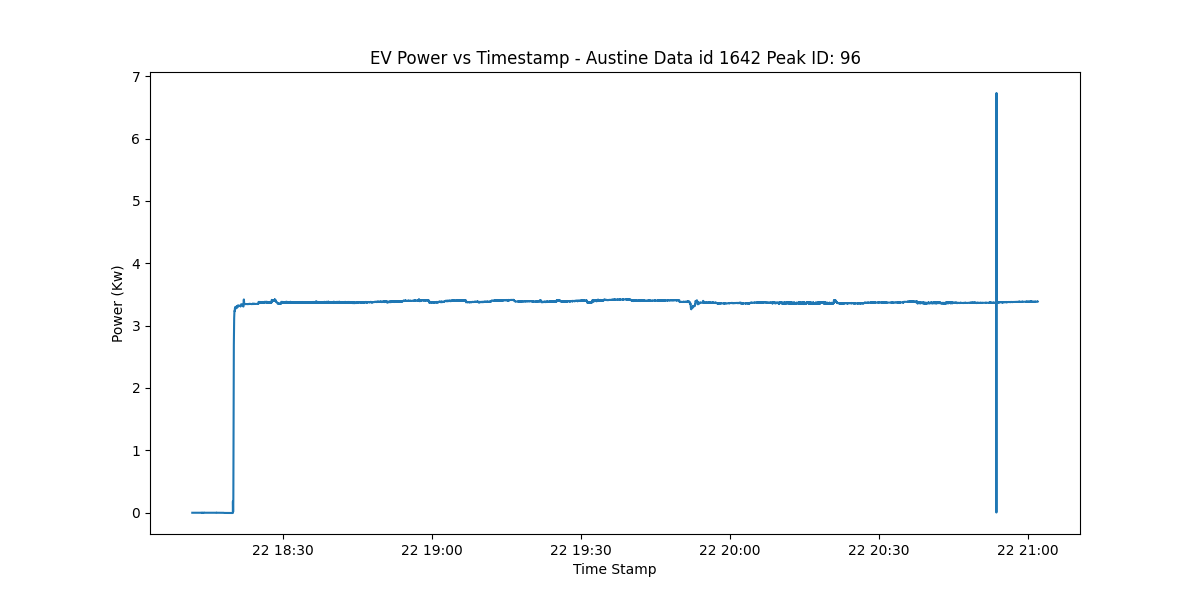 EV Power vs Timestamp - Austine Data id 1642 Peak ID: 96
7
6
5
4
3
2
1
0
Power (Kw)
22 18:30 22 19:00 22 19:30 22 20:00 22 20:30 22 21:00
Time Stamp